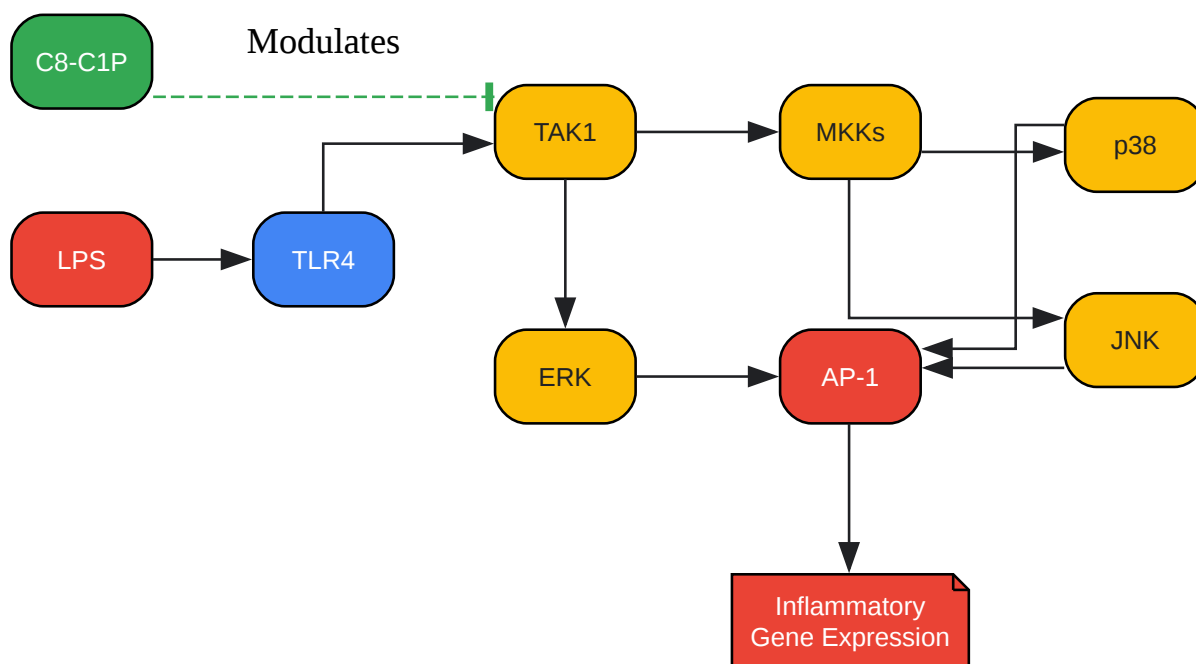 C8-C1P
Modulates
TAK1
MKKs
p38
LPS
TLR4
ERK
AP-1
JNK
Inflammatory
Gene Expression